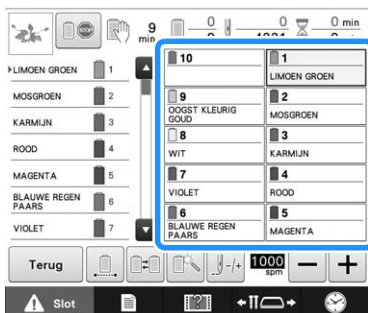 9
min
0
0
0
0 min
LIMOEN GROEN 1
MOSGROEN 2
KARMIJN 3
ROOD 4
MAGENTA 5
BLAUWE REGEN
PAARS 6
VIOLET 7
10
1
LIMOEN GROEN
9
OOGST KLEURIG
GOUD
2
MOSGROEN
8
WIT
3
KARMIJN
7
VIOLET
4
ROOD
6
BLAUWE REGEN
PAARS
5
MAGENTA
Terug
-/+
1000
spm
− +
Slot